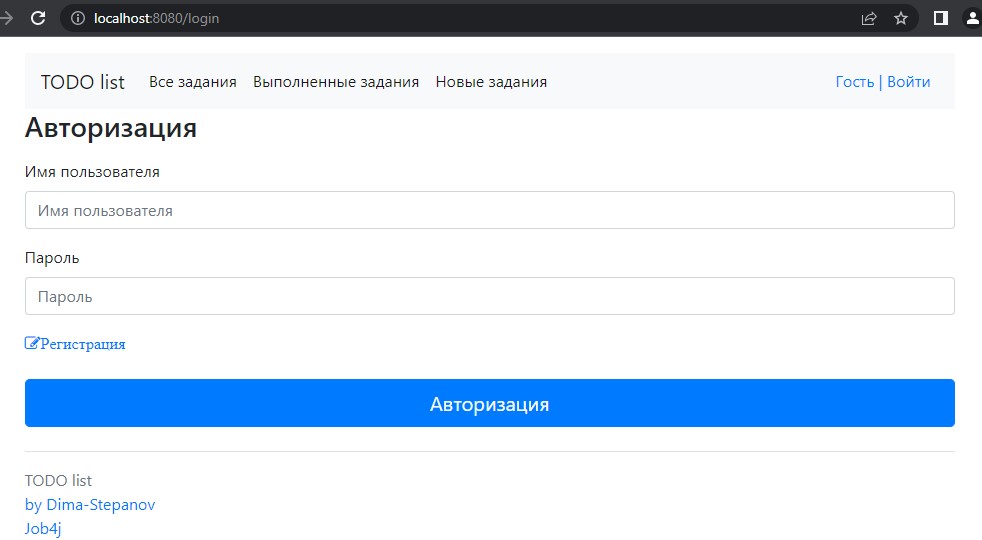 localhost:8080/login
TODO list Все задания Выполненные задания Новые задания Гость | Войти
Авторизация
Имя пользователя
Имя пользователя
Пароль
Пароль
Регистрация
Авторизация
TODO list
by Dima-Stepanov
Job4j